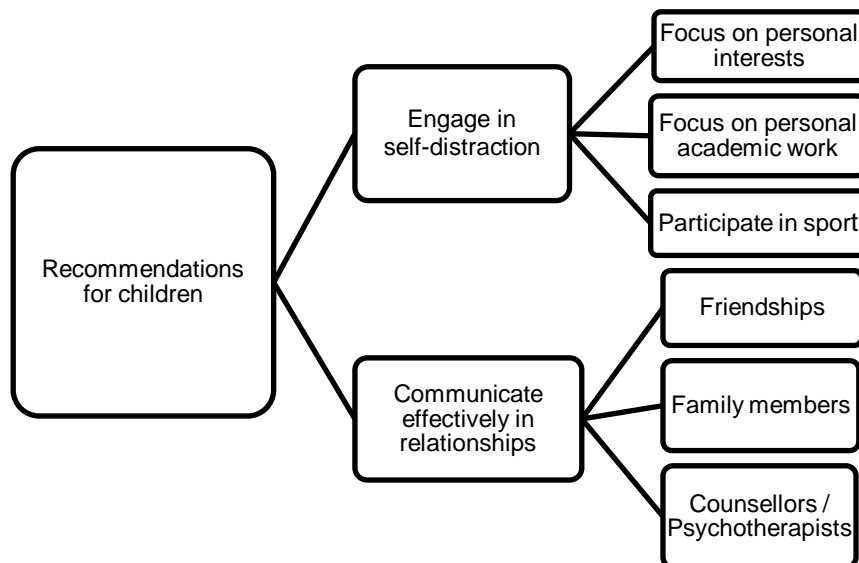 Recommendations
for children
Engage in
self-distraction
Focus on personal
interests
Focus on personal
academic work
Participate in sport
Communicate
effectively in
relationships
Friendships
Family members
Counsellors /
Psychotherapists